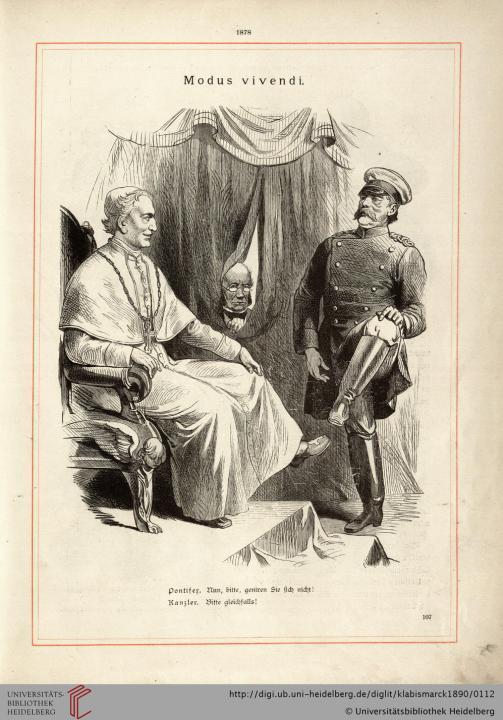 1878
Modus vivendi.
Pontifex. Nun, bitte, geniren Sie sich nicht!
Kanzler. Bitte gleichfalls!
107
UNIVERSITÄTS-
BIBLIOTHEK
HEIDELBERG
http://digi.ub.uni-heidelberg.de/diglit/klabismarck1890/0112
© Universitätsbibliothek Heidelberg